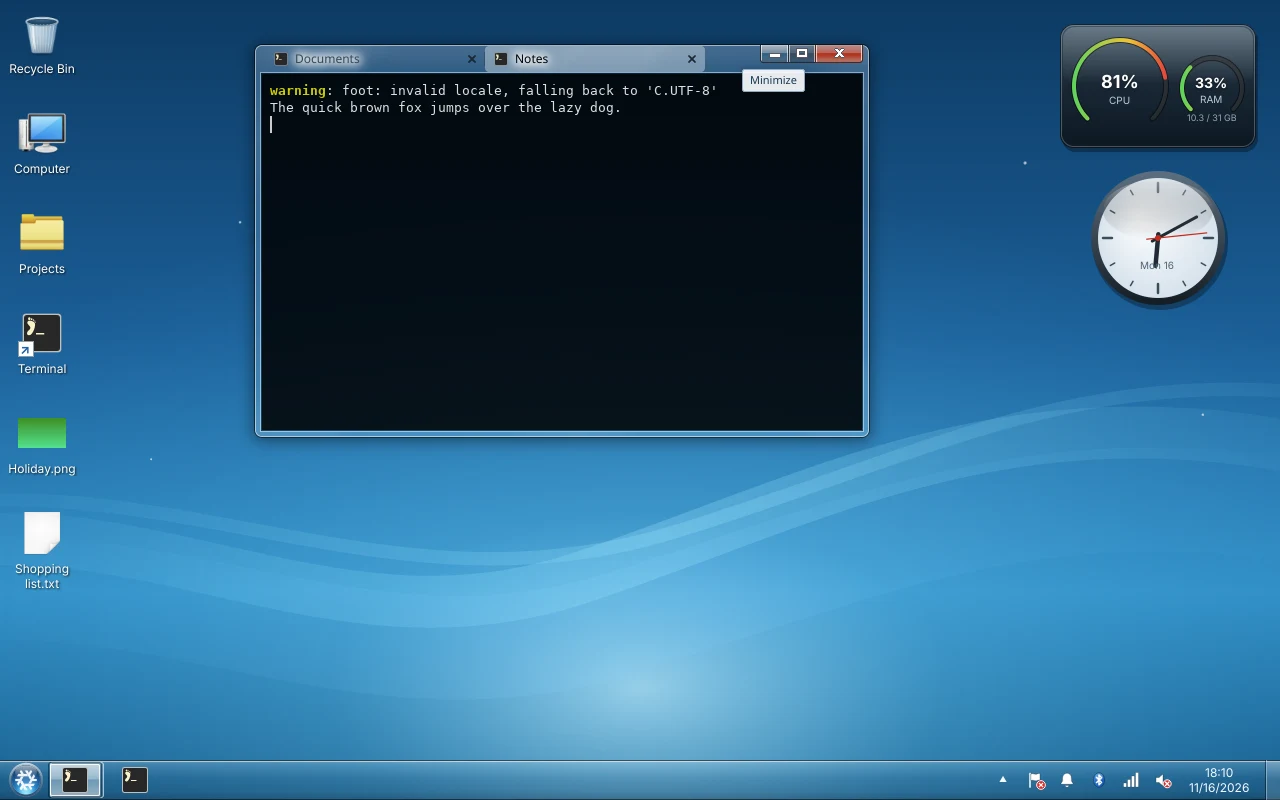 Recycle Bin
Computer
Projects
Terminal
Holiday.png
Shopping
list.txt
Documents
Notes
Minimize
warning: foot: invalid locale, falling back to 'C.UTF-8'
The quick brown fox jumps over the lazy dog.
81%
CPU
33%
RAM
10.3 / 31 GB
Mon 16
18:10
11/16/2026